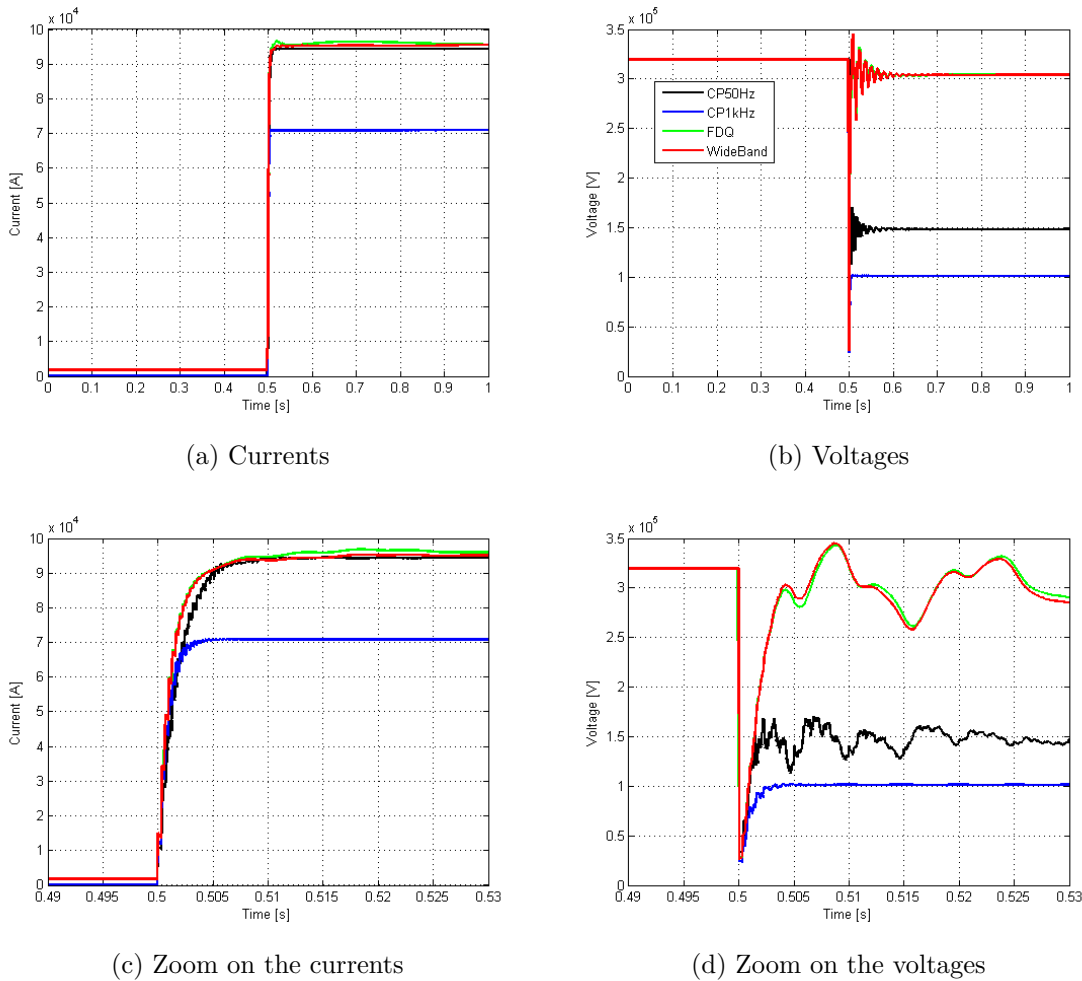 x 10^4
Current [A]
10
9
8
7
6
5
4
3
2
1
0
0 0.1 0.2 0.3 0.4 0.5 0.6 0.7 0.8 0.9 1
Time [s]
(a) Currents
x 10^5
Voltage [V]
3.5
3
2.5
2
1.5
1
0.5
0
CP50Hz
CP1kHz
FDQ
WideBand
0 0.1 0.2 0.3 0.4 0.5 0.6 0.7 0.8 0.9 1
Time [s]
(b) Voltages
x 10^4
Current [A]
10
9
8
7
6
5
4
3
2
1
0
0.49 0.495 0.5 0.505 0.51 0.515 0.52 0.525 0.53
Time [s]
(c) Zoom on the currents
x 10^5
Voltage [V]
3.5
3
2.5
2
1.5
1
0.5
0
0.49 0.495 0.5 0.505 0.51 0.515 0.52 0.525 0.53
Time [s]
(d) Zoom on the voltages